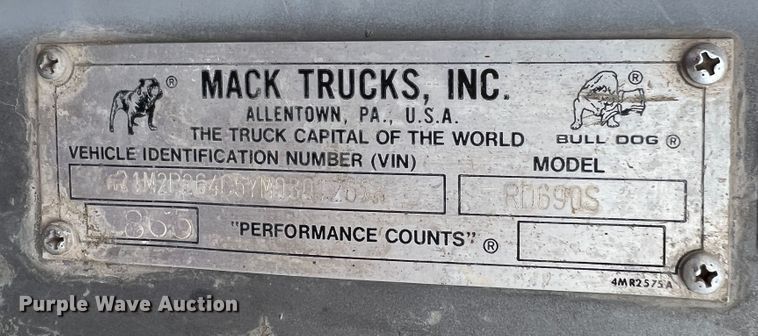 MACK TRUCKS, INC.
ALLENTOWN, PA., U.S.A.
THE TRUCK CAPITAL OF THE WORLD
® ®
BULL DOG ®
VEHICLE IDENTIFICATION NUMBER (VIN) MODEL
RD690S
865 "PERFORMANCE COUNTS" ®
4MR2575A
Purple Wave Auction